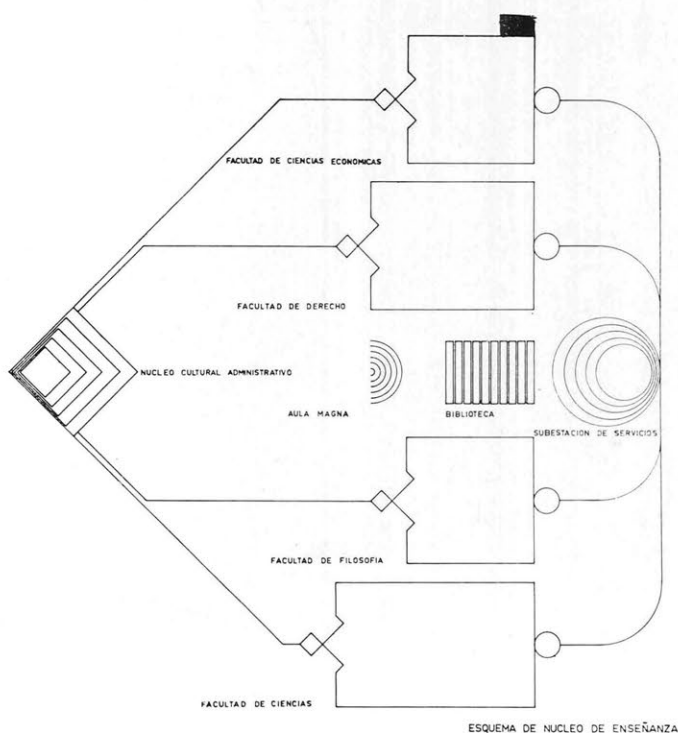 FACULTAD DE CIENCIAS ECONOMICAS
FACULTAD DE DERECHO
NUCLEO CULTURAL ADMINISTRATIVO
AULA MAGNA
BIBLIOTECA
SUBESTACION DE SERVICIOS
FACULTAD DE FILOSOFIA
FACULTAD DE CIENCIAS
ESQUEMA DE NUCLEO DE ENSEÑANZA